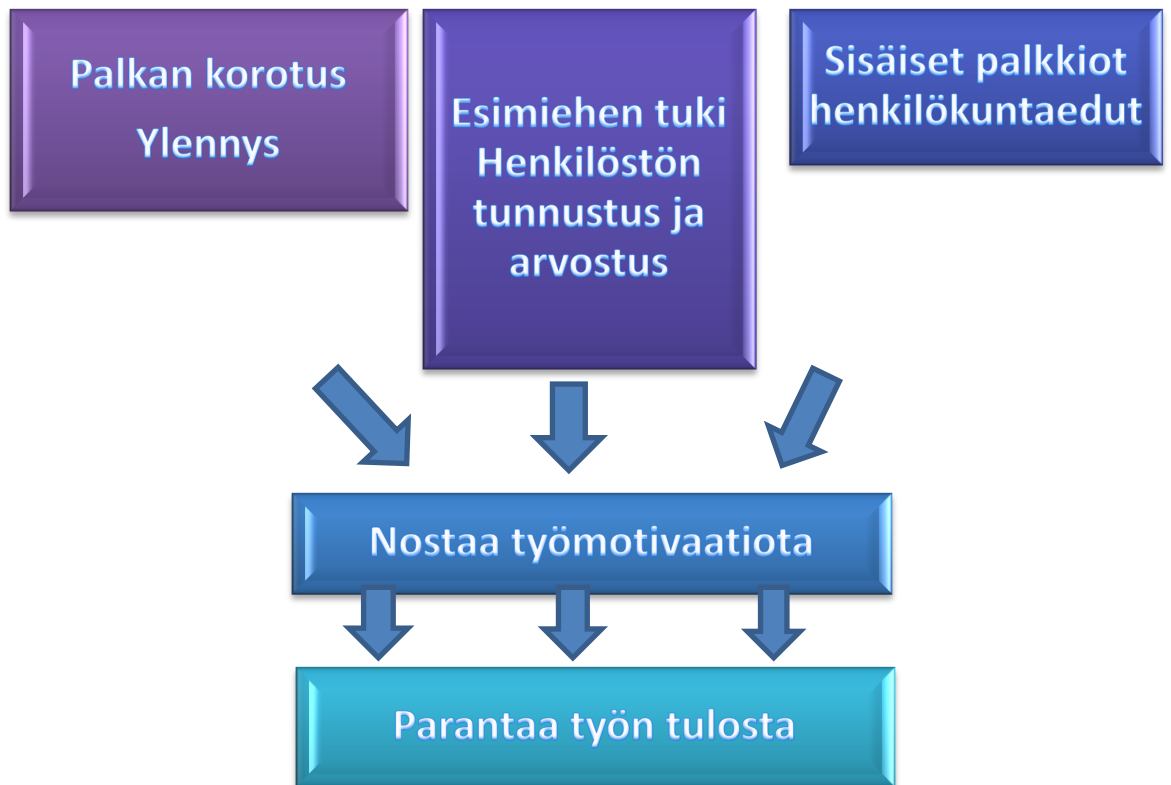 Palkan korotus
Ylennys
Esimiehen tuki
Henkilöstön
tunnustus ja
arvostus
Sisäiset palkkiot
henkilökuntaedut
Nostaa työmotivaatiota
Parantaa työn tulosta